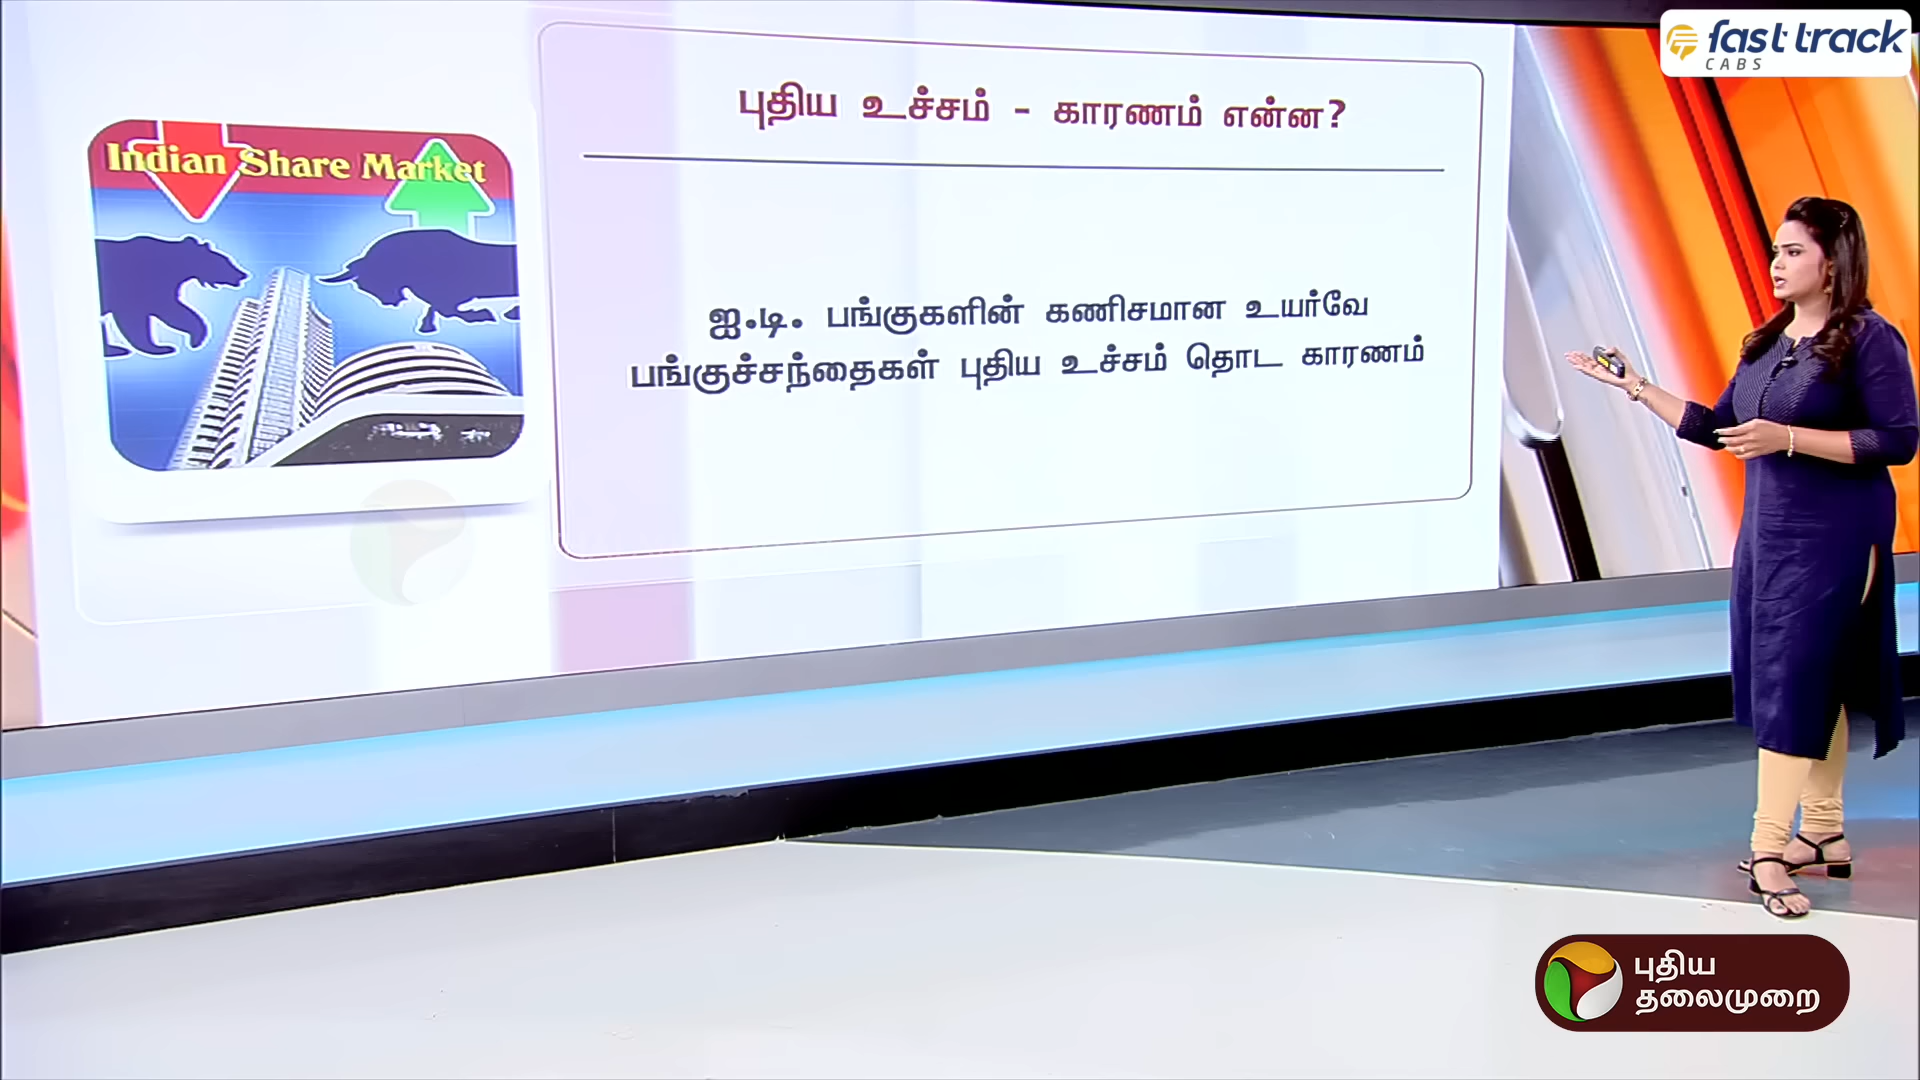 fast track
CABS
Indian Share Market
புதிய உச்சம் - காரணம் என்ன?
ஐ.டி. பங்குகளின் கணிசமான உயர்வே
பங்குச்சந்தைகள் புதிய உச்சம் தொட காரணம்
புதிய
தலைமுறை